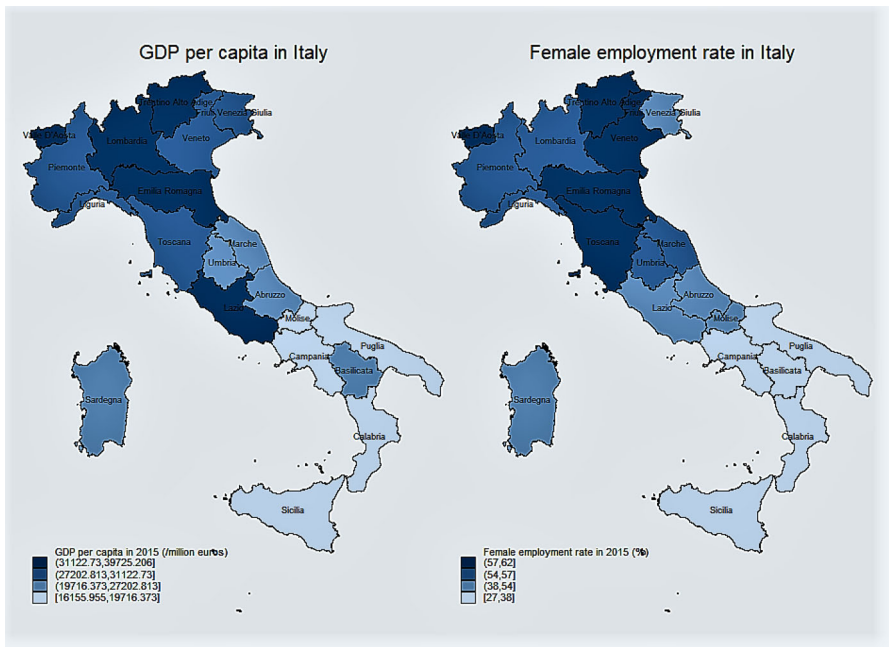 GDP per capita in Italy
Trentino Alto Adige
Friuli Venezia Giulia
Valle D'Aosta
Lombardia
Veneto
Piemonte
Emilia Romagna
Liguria
Toscana
Marche
Umbria
Abruzzo
Lazio
Molise
Puglia
Campania
Basilicata
Sardegna
Calabria
Sicilia
GDP per capita in 2015 (/million euros)
(31122.73,39725.206]
(27202.813,31122.73]
(19716.373,27202.813]
[16155.955,19716.373]
Female employment rate in Italy
Trentino Alto Adige
Friuli Venezia Giulia
Valle D'Aosta
Lombardia
Veneto
Piemonte
Emilia Romagna
Liguria
Toscana
Marche
Umbria
Abruzzo
Lazio
Molise
Puglia
Campania
Basilicata
Sardegna
Calabria
Sicilia
Female employment rate in 2015 (%)
(57,62]
(54,57]
(38,54]
[27,38]